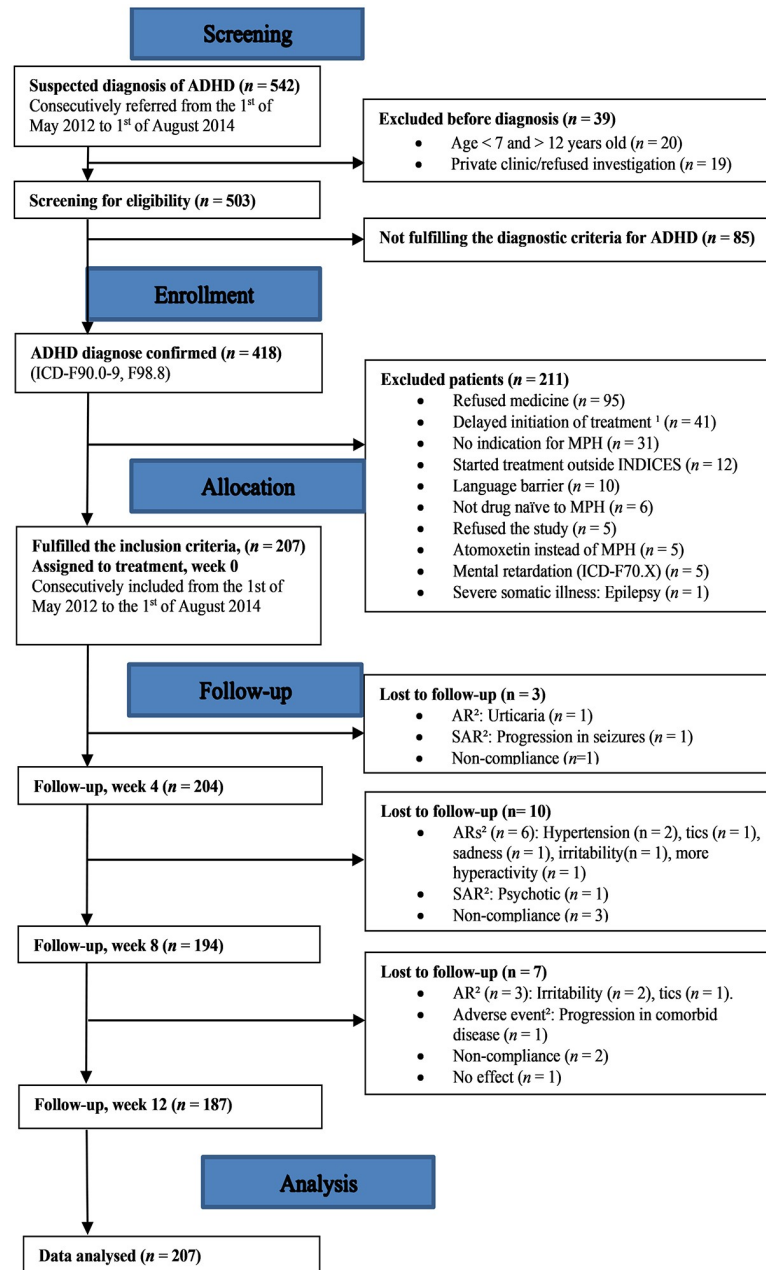 Screening
Suspected diagnosis of ADHD (n = 542)
Consecutively referred from the 1st of
May 2012 to 1st of August 2014
Excluded before diagnosis (n = 39)
• Age < 7 and > 12 years old (n = 20)
• Private clinic/refused investigation (n = 19)
Screening for eligibility (n = 503)
Not fulfilling the diagnostic criteria for ADHD (n = 85)
Enrollment
ADHD diagnose confirmed (n = 418)
(ICD-F90.0-9, F98.8)
Excluded patients (n = 211)
• Refused medicine (n = 95)
• Delayed initiation of treatment ¹ (n = 41)
• No indication for MPH (n = 31)
• Started treatment outside INDICES (n = 12)
• Language barrier (n = 10)
• Not drug naïve to MPH (n = 6)
• Refused the study (n = 5)
• Atomoxetin instead of MPH (n = 5)
• Mental retardation (ICD-F70.X) (n = 5)
• Severe somatic illness: Epilepsy (n = 1)
Allocation
Fulfilled the inclusion criteria, (n = 207)
Assigned to treatment, week 0
Consecutively included from the 1st of
May 2012 to the 1st of August 2014
Follow-up
Lost to follow-up (n = 3)
• AR²: Urticaria (n = 1)
• SAR²: Progression in seizures (n = 1)
• Non-compliance (n=1)
Follow-up, week 4 (n = 204)
Lost to follow-up (n= 10)
• ARs² (n = 6): Hypertension (n = 2), tics (n = 1),
sadness (n = 1), irritability(n = 1), more
hyperactivity (n = 1)
• SAR²: Psychotic (n = 1)
• Non-compliance (n = 3)
Follow-up, week 8 (n = 194)
Lost to follow-up (n = 7)
• AR² (n = 3): Irritability (n = 2), tics (n = 1).
• Adverse event²: Progression in comorbid
disease (n = 1)
• Non-compliance (n = 2)
• No effect (n = 1)
Follow-up, week 12 (n = 187)
Analysis
Data analysed (n = 207)